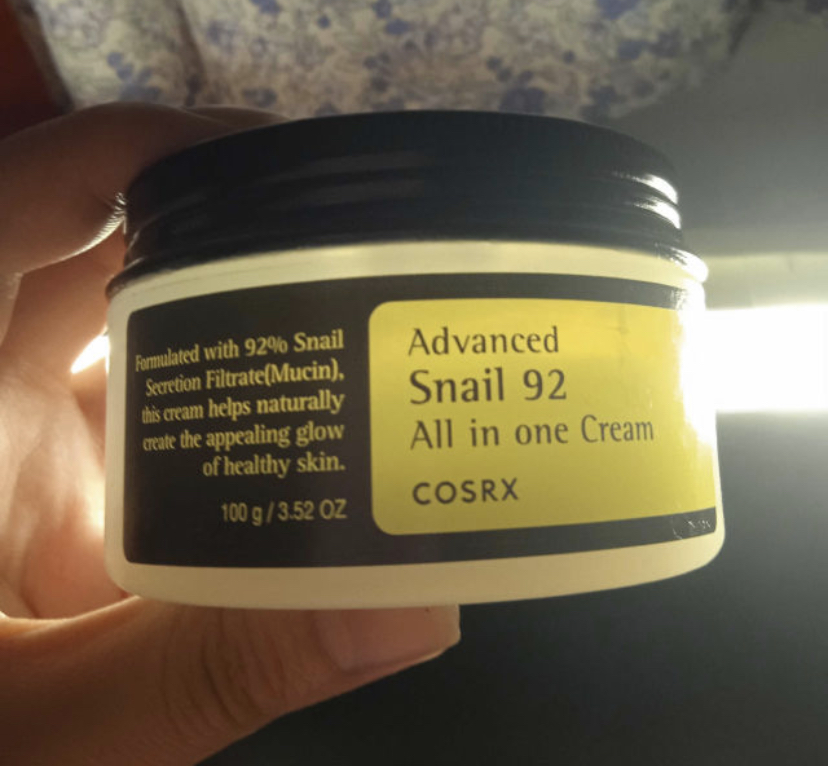 Formulated with 92% Snail
Secretion Filtrate(Mucin),
this cream helps naturally
create the appealing glow
of healthy skin.
100 g / 3.52 OZ
Advanced
Snail 92
All in one Cream
COSRX